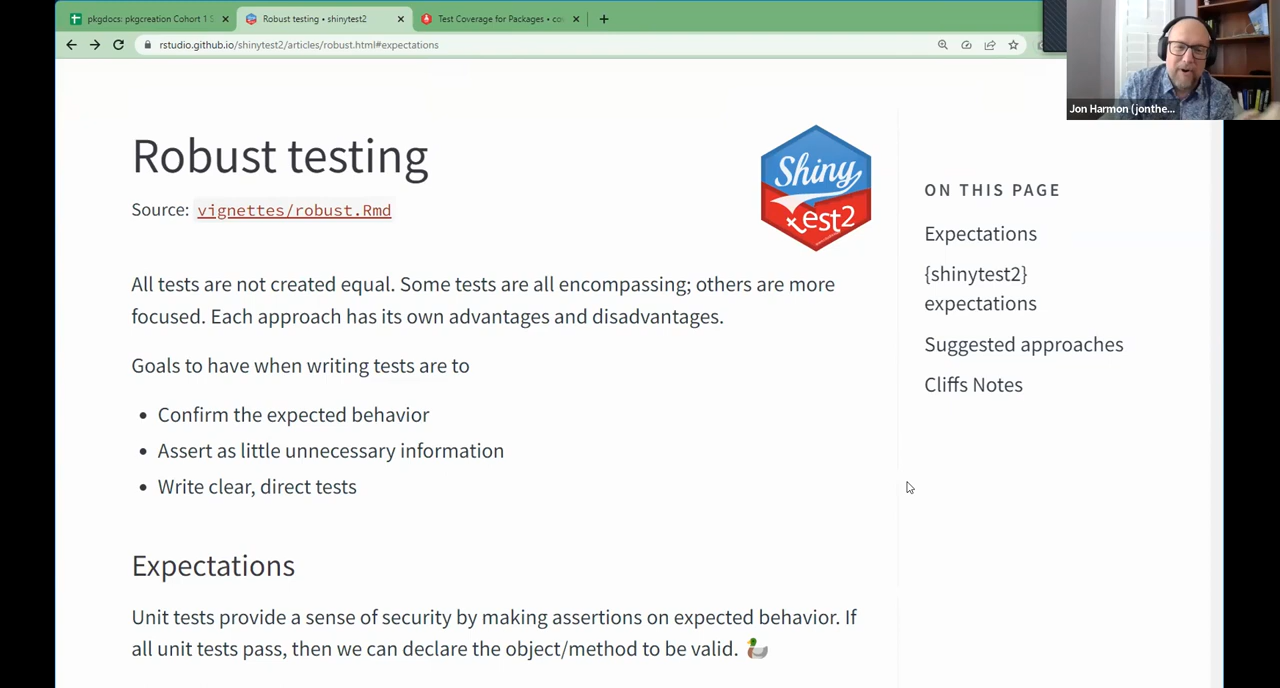 pkgdocs: pkgcreation Cohort 1
Robust testing • shinytest2
Test Coverage for Packages • co
rstudio.github.io/shinytest2/articles/robust.html#expectations
Jon Harmon (jonthe...
Robust testing
Shiny
test2
Source: vignettes/robust.Rmd
All tests are not created equal. Some tests are all encompassing; others are more
focused. Each approach has its own advantages and disadvantages.
Goals to have when writing tests are to
• Confirm the expected behavior
• Assert as little unnecessary information
• Write clear, direct tests
Expectations
Unit tests provide a sense of security by making assertions on expected behavior. If
all unit tests pass, then we can declare the object/method to be valid. 🦆
ON THIS PAGE
Expectations
{shinytest2}
expectations
Suggested approaches
Cliffs Notes